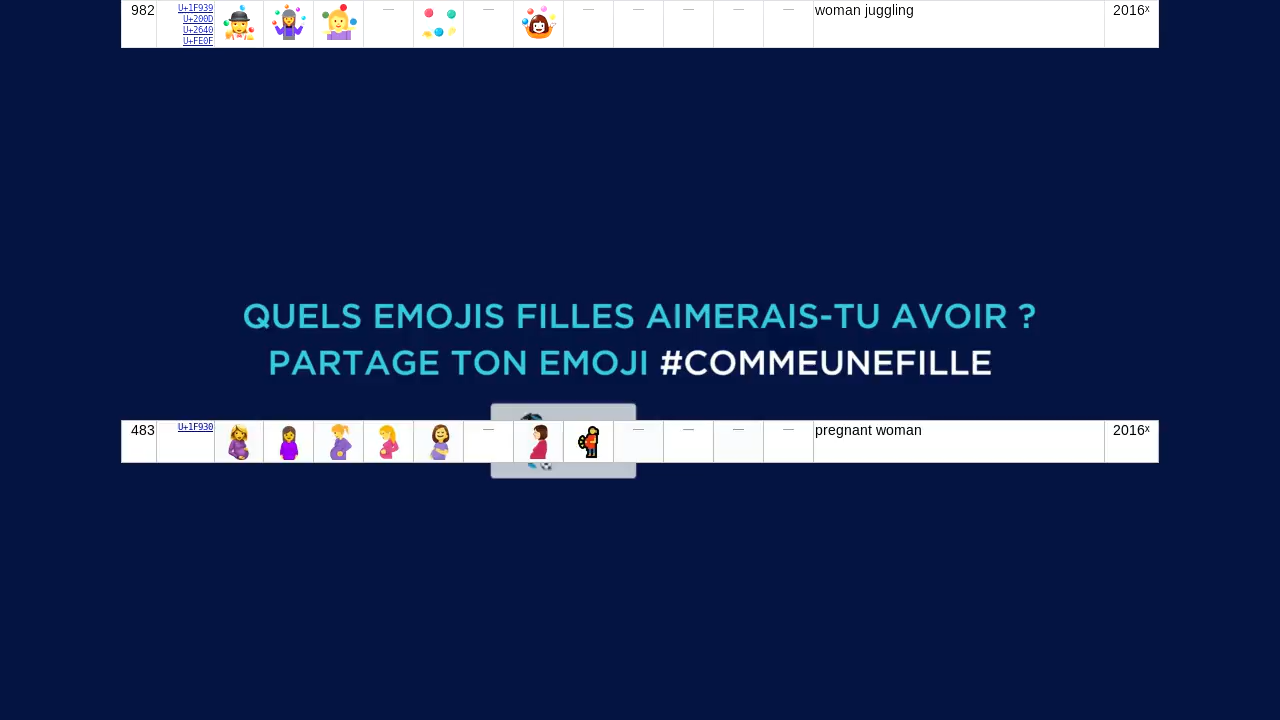 982 U+1F939 U+200D U+2640 U+FE0F — — — — — — — woman juggling 2016ˣ
QUELS EMOJIS FILLES AIMERAIS-TU AVOIR ?
PARTAGE TON EMOJI #COMMEUNEFILLE
483 U+1F930 — — — — — pregnant woman 2016ˣ